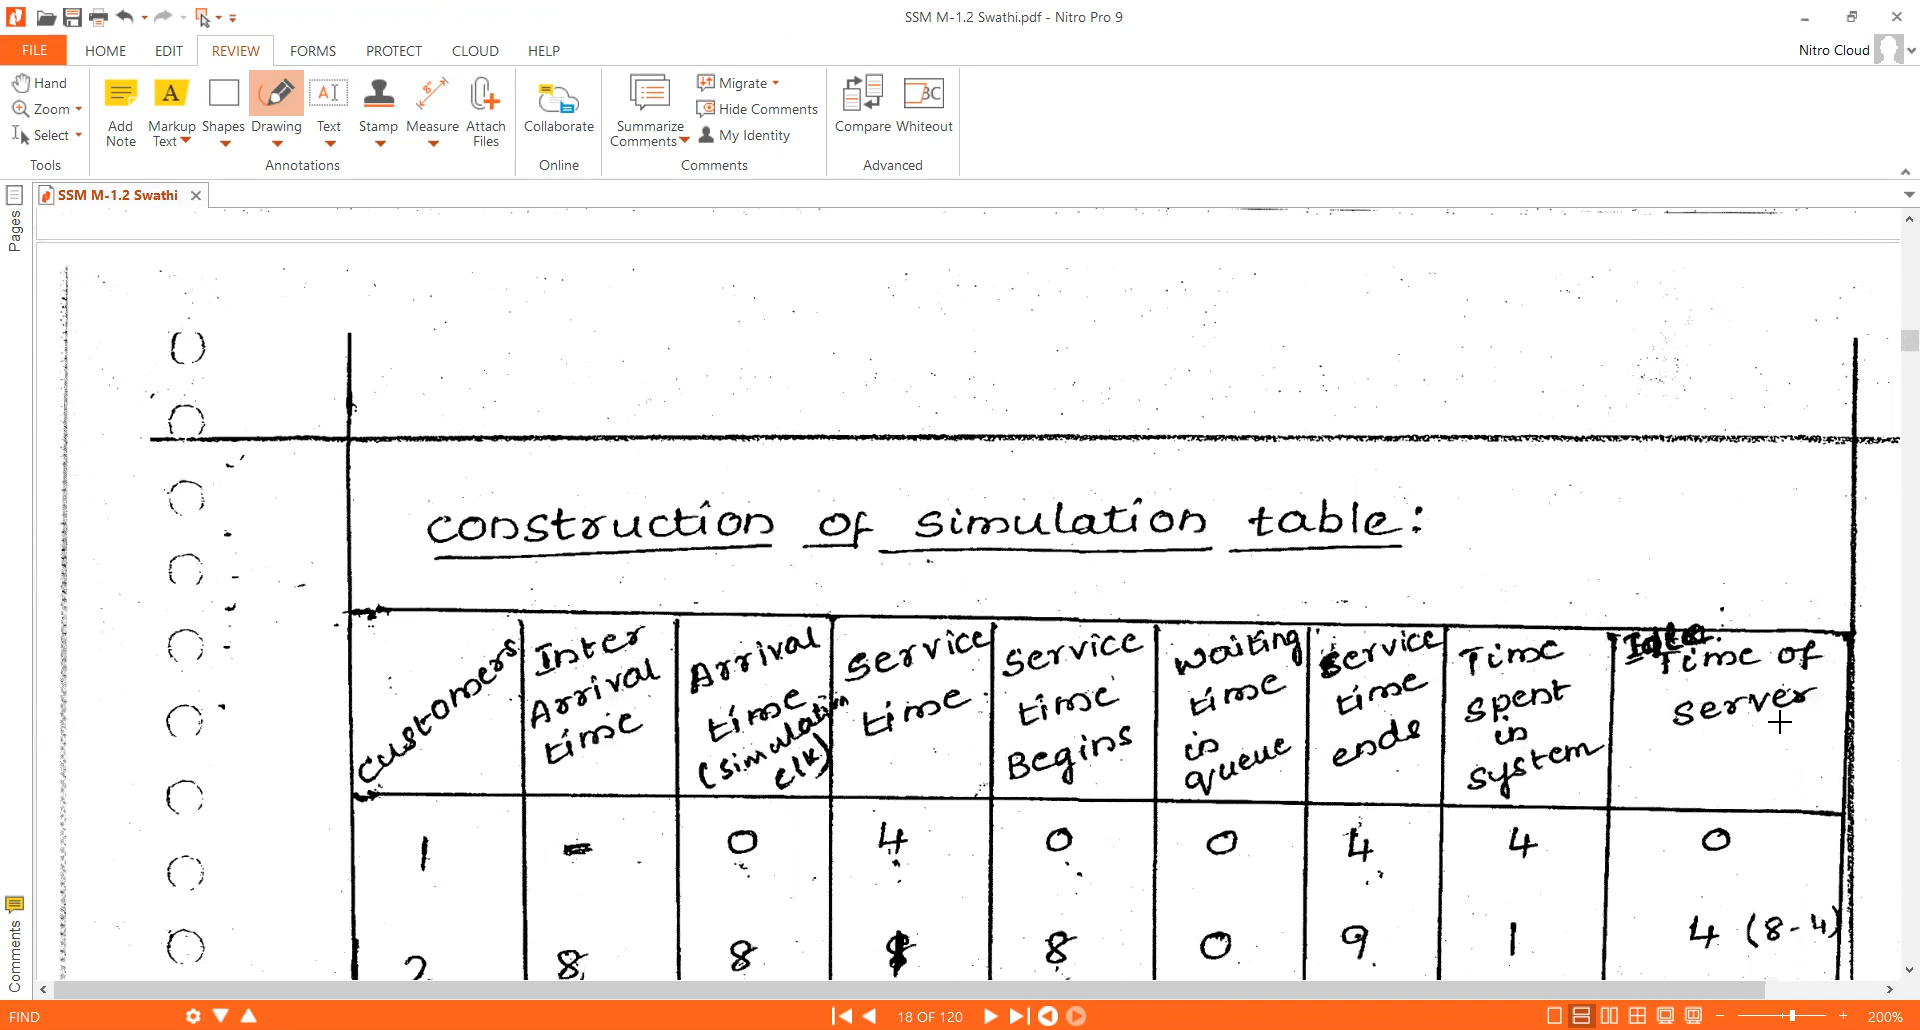 SSM M-1.2 Swathi.pdf - Nitro Pro 9
FILE HOME EDIT REVIEW FORMS PROTECT CLOUD HELP
Nitro Cloud
Hand
Zoom
Select
Tools
Add Note
Markup Text
Shapes
Drawing
Text
Stamp
Measure
Attach Files
Annotations
Collaborate
Online
Summarize Comments
Migrate
Hide Comments
My Identity
Comments
Compare
Whiteout
Advanced
Pages
SSM M-1.2 Swathi
construction of simulation table:
customers
Inter Arrival time
Arrival time (simulation clk)
service time
service time Begins
waiting time in queue
service time ends
Time spent in system
Idle Time of server
1 - 0 4 0 0 4 4 0
2 8 8 1 8 0 9 1 4 (8-4)
Comments
FIND
18 OF 120
200%